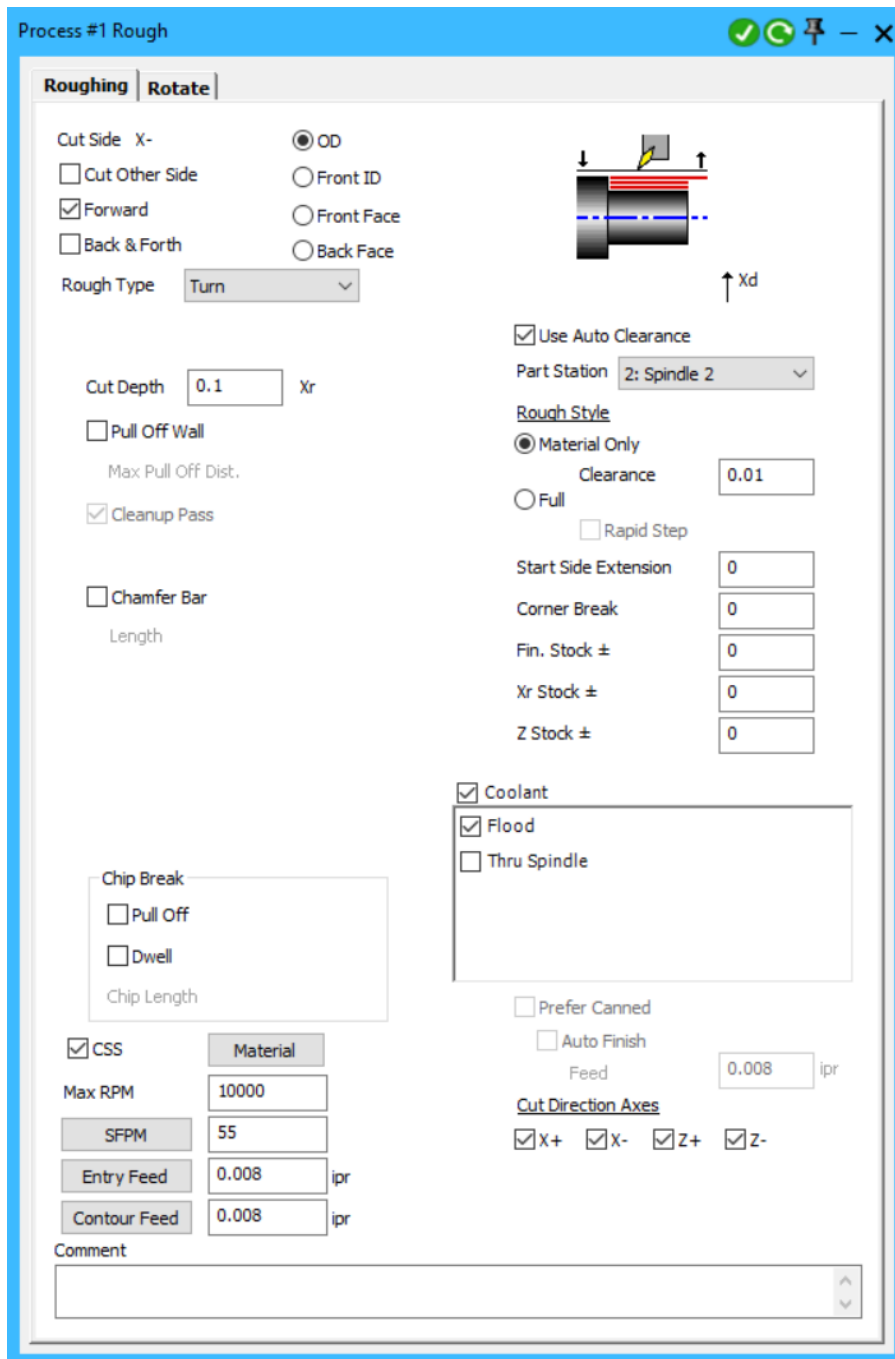 Process #1 Rough
Roughing
Rotate
Cut Side X-
OD
Cut Other Side
Front ID
Forward
Front Face
Back & Forth
Back Face
Rough Type
Turn
Xd
Use Auto Clearance
Part Station
2: Spindle 2
Cut Depth
0.1
Xr
Rough Style
Pull Off Wall
Material Only
Max Pull Off Dist.
Clearance
0.01
Full
Cleanup Pass
Rapid Step
Start Side Extension
0
Chamfer Bar
Corner Break
0
Length
Fin. Stock ±
0
Xr Stock ±
0
Z Stock ±
0
Coolant
Flood
Thru Spindle
Chip Break
Pull Off
Dwell
Chip Length
Prefer Canned
Auto Finish
Feed
0.008
ipr
CSS
Material
Max RPM
10000
Cut Direction Axes
SFPM
55
X+
X-
Z+
Z-
Entry Feed
0.008
ipr
Contour Feed
0.008
ipr
Comment